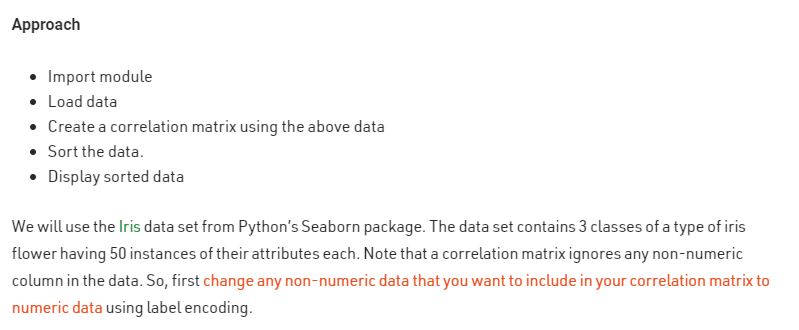 Approach
• Import module
• Load data
• Create a correlation matrix using the above data
• Sort the data.
• Display sorted data
We will use the Iris data set from Python's Seaborn package. The data set contains 3 classes of a type of iris
flower having 50 instances of their attributes each. Note that a correlation matrix ignores any non-numeric
column in the data. So, first change any non-numeric data that you want to include in your correlation matrix to
numeric data using label encoding.